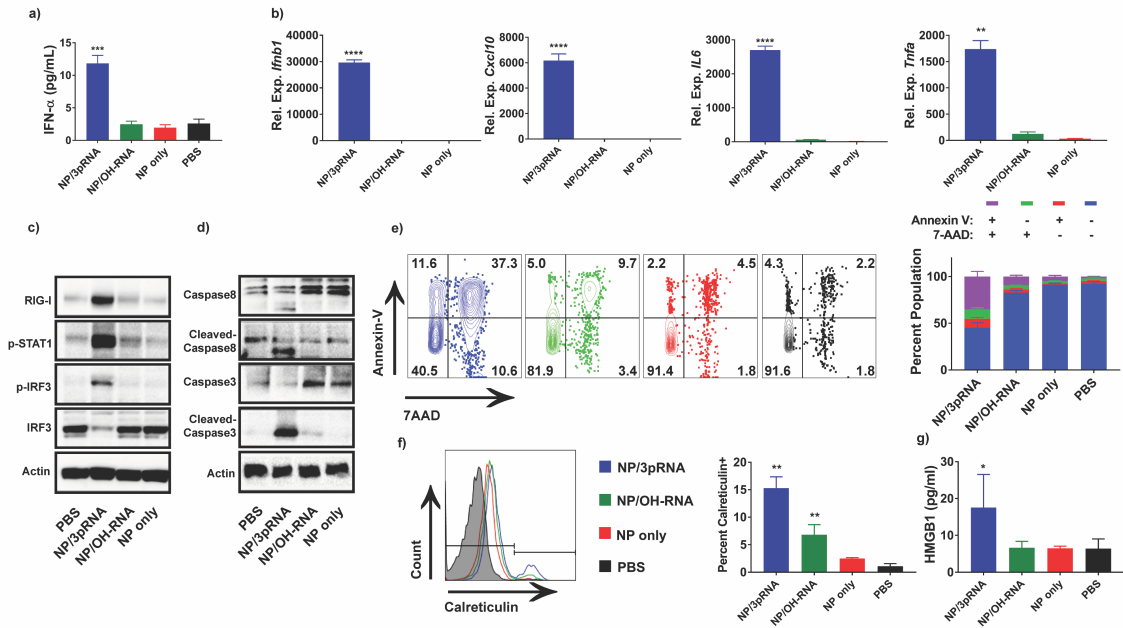 a)
IFN-α (pg/mL)
15
10
5
0
***
NP/3pRNA
NP/OH-RNA
NP only
PBS
b)
Rel. Exp. Ifnb1
40000
30000
20000
10000
0
****
NP/3pRNA
NP/OH-RNA
NP only
Rel. Exp. Cxcl10
8000
6000
4000
2000
0
****
NP/3pRNA
NP/OH-RNA
NP only
Rel. Exp. IL6
3000
2000
1000
0
****
NP/3pRNA
NP/OH-RNA
NP only
Rel. Exp. Tnfa
2000
1500
1000
500
0
**
NP/3pRNA
NP/OH-RNA
NP only
c)
RIG-I
p-STAT1
p-IRF3
IRF3
Actin
PBS
NP/3pRNA
NP/OH-RNA
NP only
d)
Caspase8
Cleaved-
Caspase8
Caspase3
Cleaved-
Caspase3
Actin
PBS
NP/3pRNA
NP/OH-RNA
NP only
e)
Annexin-V
11.6 37.3
40.5 10.6
5.0 9.7
81.9 3.4
2.2 4.5
91.4 1.8
4.3 2.2
91.6 1.8
7AAD
Annexin V: + - + -
7-AAD: + + - -
Percent Population
100
50
0
NP/3pRNA
NP/OH-RNA
NP only
PBS
f)
Count
Calreticulin
NP/3pRNA
NP/OH-RNA
NP only
PBS
Percent Calreticulin+
20
15
10
5
0
**
**
NP/3pRNA
NP/OH-RNA
NP only
PBS
g)
HMGB1 (pg/ml)
30
20
10
0
*
NP/3pRNA
NP/OH-RNA
NP only
PBS